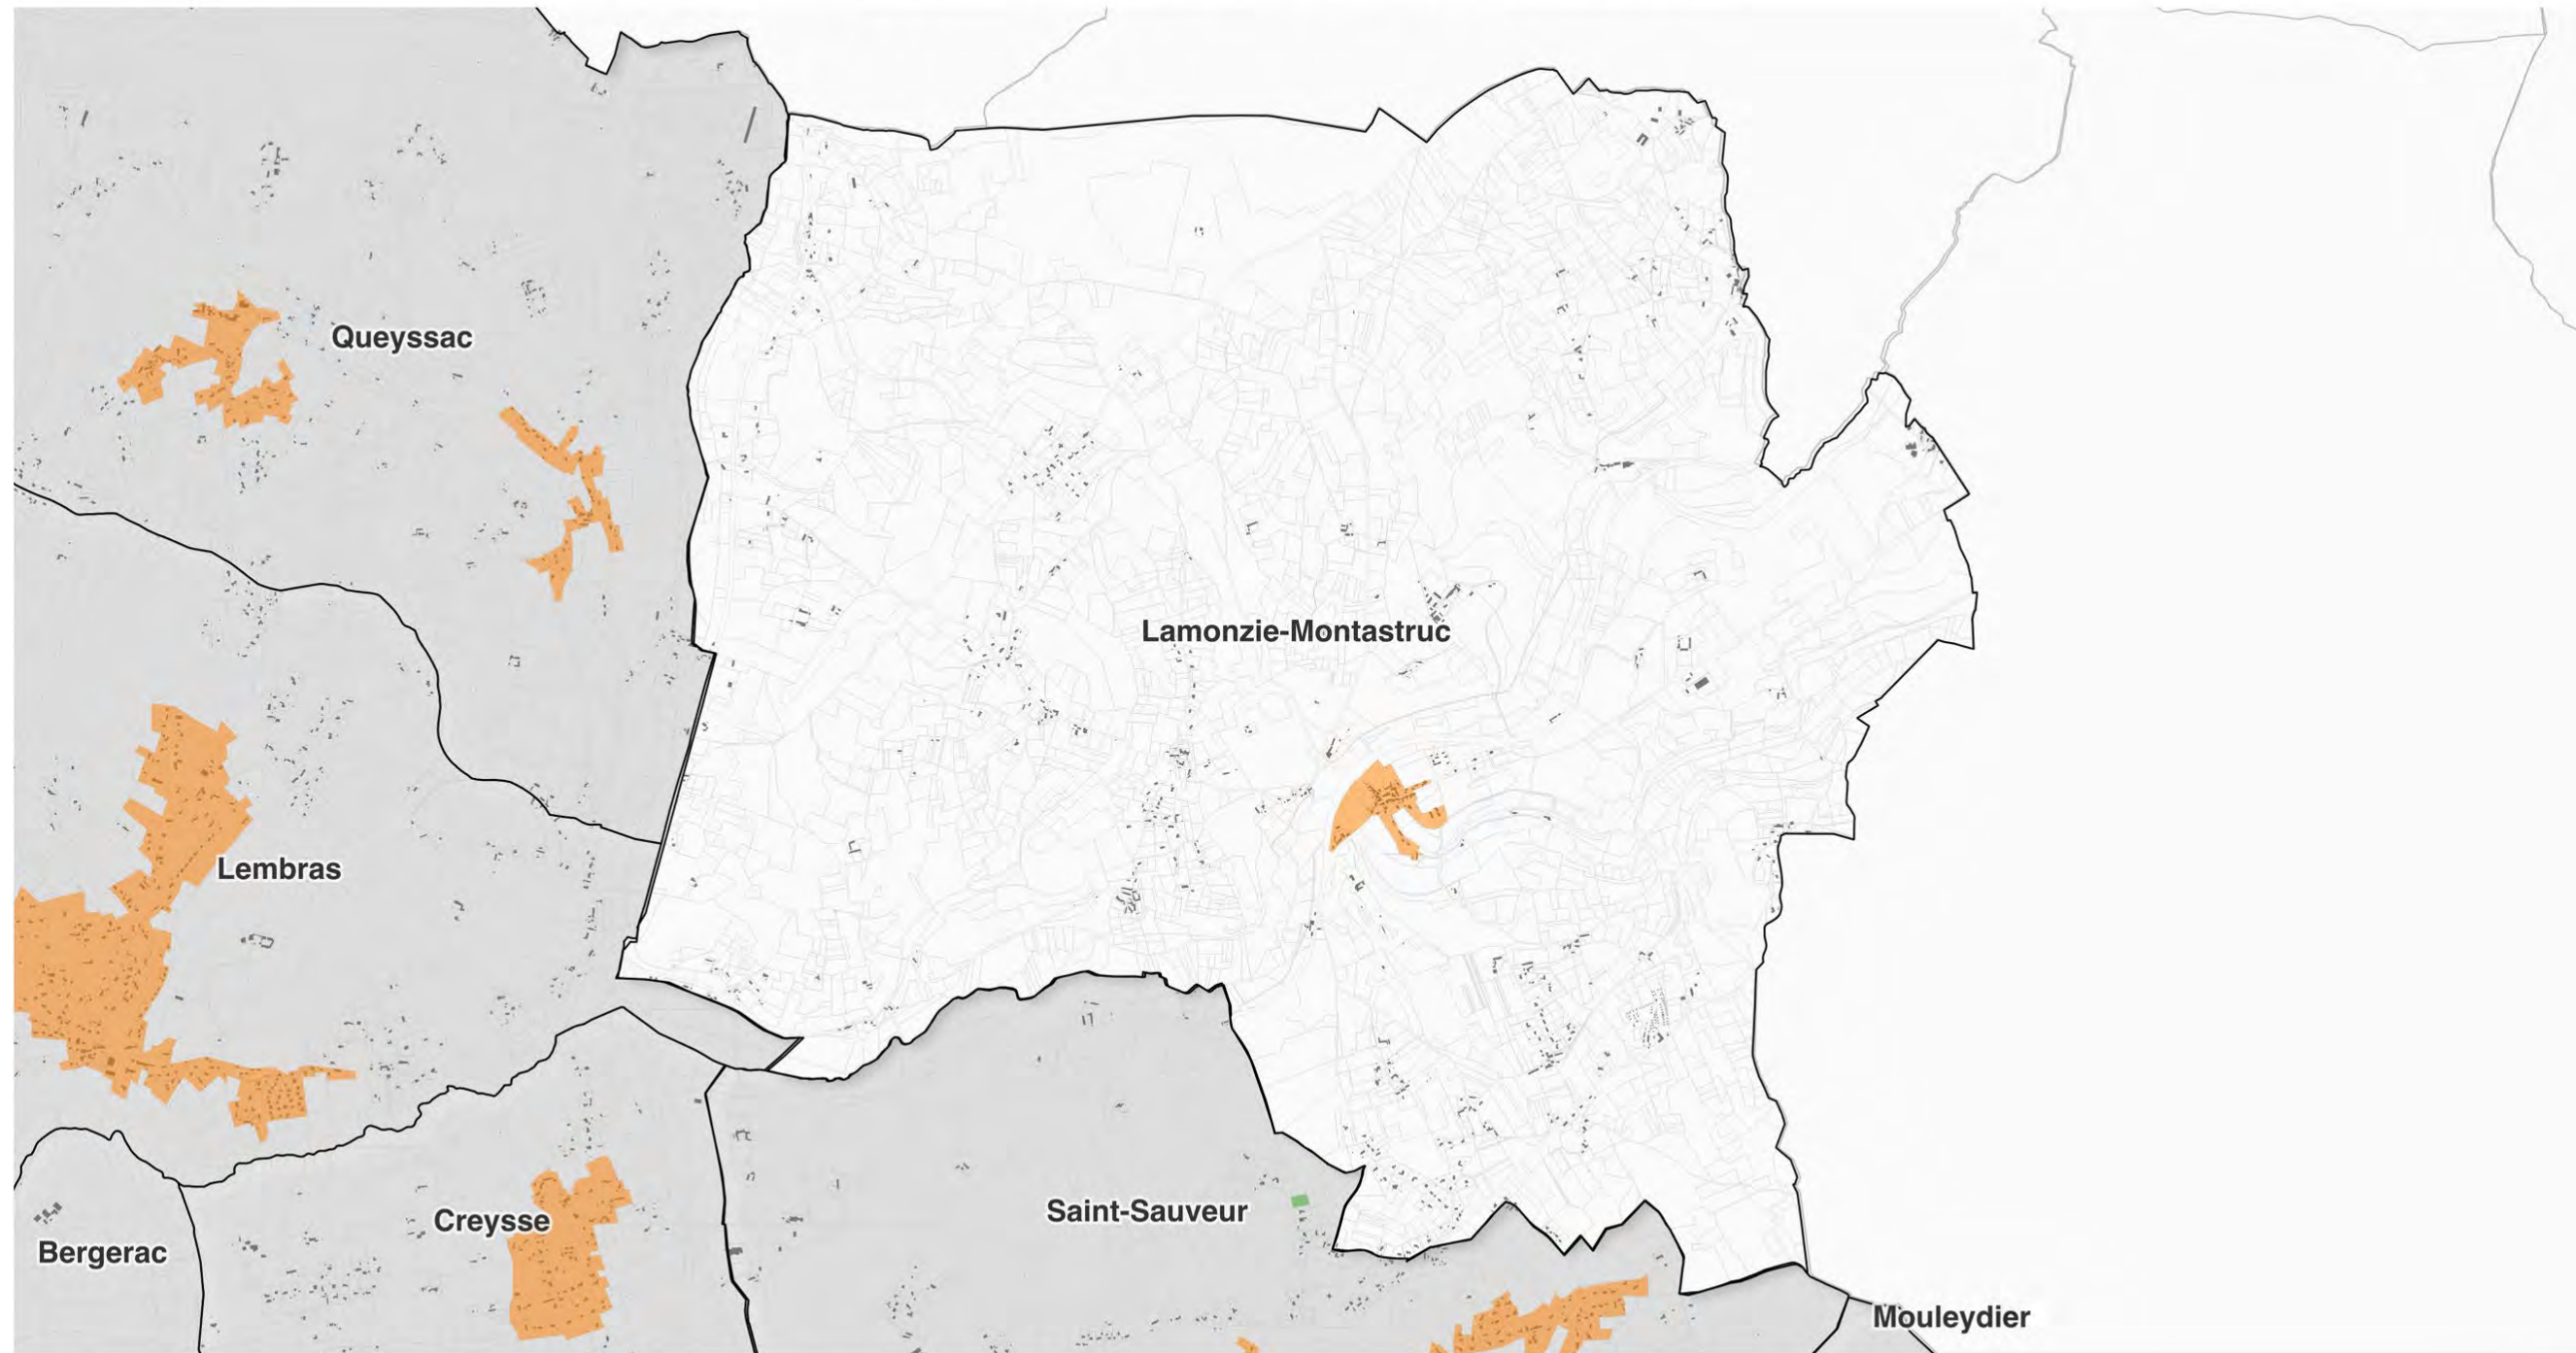 Queyssac
Lamonzie-Montastruc
Lembras
Saint-Sauveur
Creysse
Bergerac
Mouleydier